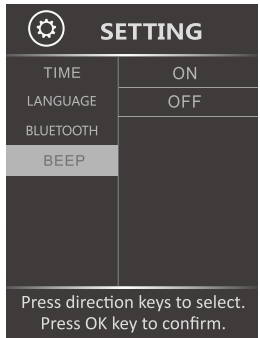 SETTING
TIME
LANGUAGE
BLUETOOTH
BEEP
ON
OFF
Press direction keys to select.
Press OK key to confirm.